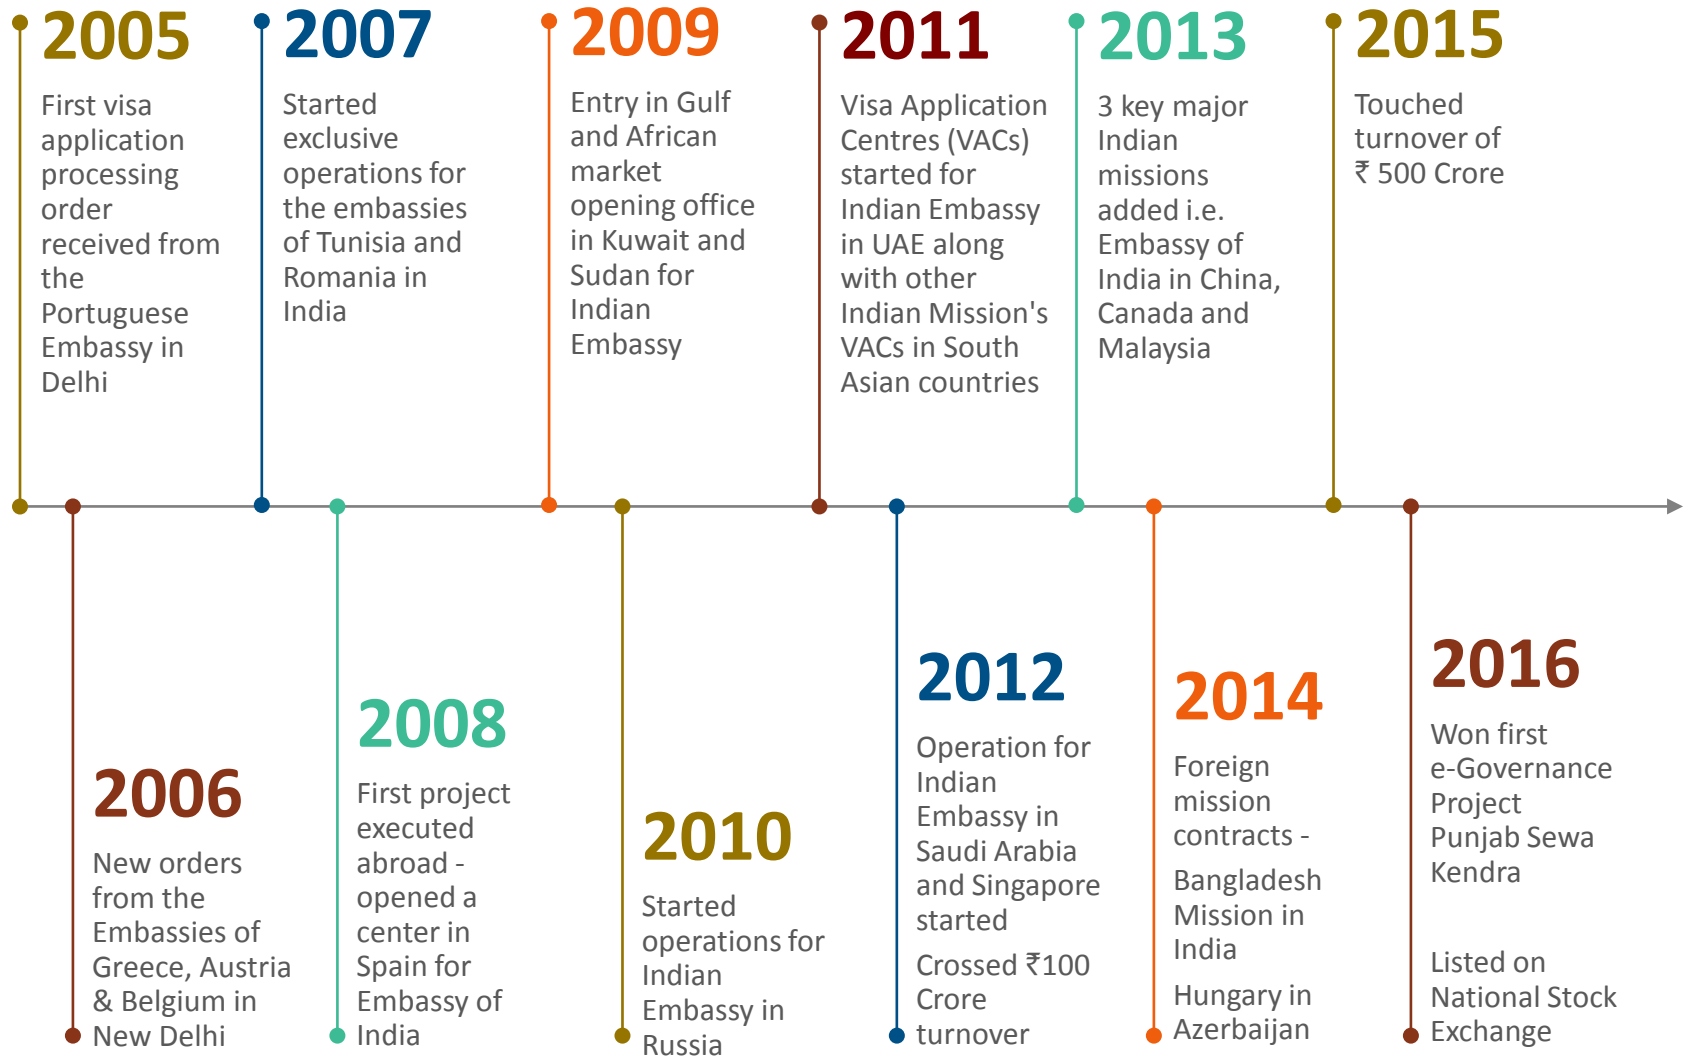 2005
First visa
application
processing
order
received from
the
Portuguese
Embassy in
Delhi
2007
Started
exclusive
operations for
the embassies
of Tunisia and
Romania in
India
2009
Entry in Gulf
and African
market
opening office
in Kuwait and
Sudan for
Indian
Embassy
2011
Visa Application
Centres (VACs)
started for
Indian Embassy
in UAE along
with other
Indian Mission's
VACs in South
Asian countries
2013
3 key major
Indian
missions
added i.e.
Embassy of
India in China,
Canada and
Malaysia
2015
Touched
turnover of
₹ 500 Crore
2006
New orders
from the
Embassies of
Greece, Austria
& Belgium in
New Delhi
2008
First project
executed
abroad -
opened a
center in
Spain for
Embassy of
India
2010
Started
operations for
Indian
Embassy in
Russia
2012
Operation for
Indian
Embassy in
Saudi Arabia
and Singapore
started
Crossed ₹100
Crore
turnover
2014
Foreign
mission
contracts -
Bangladesh
Mission in
India
Hungary in
Azerbaijan
2016
Won first
e-Governance
Project
Punjab Sewa
Kendra
Listed on
National Stock
Exchange